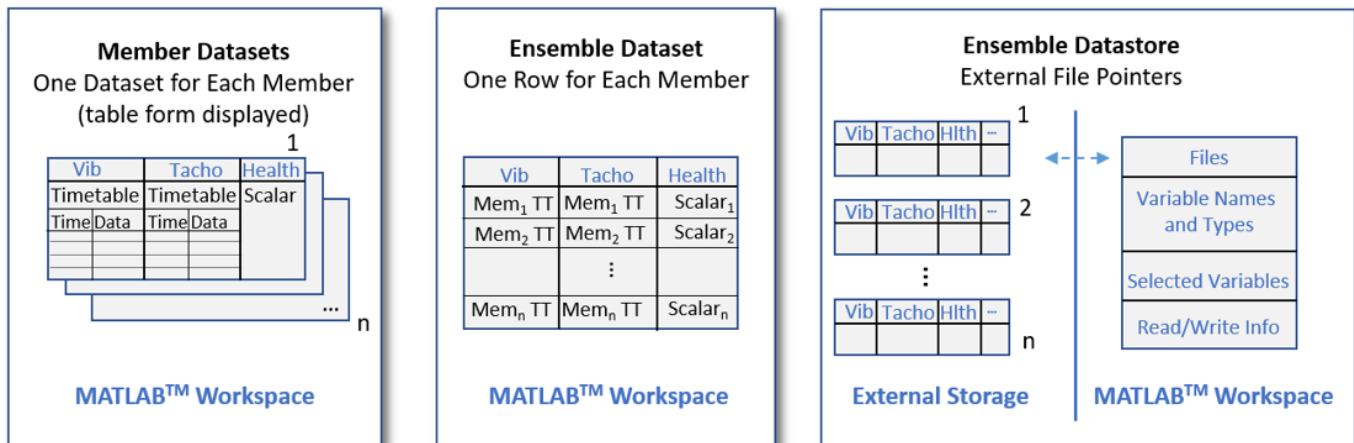 Member Datasets
One Dataset for Each Member
(table form displayed)
1
Vib Tacho Health
Timetable Timetable Scalar
Time Data Time Data
...
n
MATLAB™ Workspace
Ensemble Dataset
One Row for Each Member
Vib Tacho Health
Mem₁ TT Mem₁ TT Scalar₁
Mem₂ TT Mem₂ TT Scalar₂
⋮
Memₙ TT Memₙ TT Scalarₙ
MATLAB™ Workspace
Ensemble Datastore
External File Pointers
1
Vib Tacho Hlth ...
2
Vib Tacho Hlth ...
⋮
Vib Tacho Hlth ...
n
External Storage
Files
Variable Names
and Types
Selected Variables
Read/Write Info
MATLAB™ Workspace